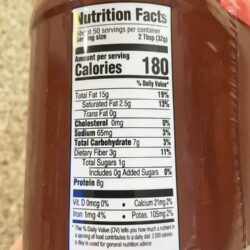 Nutrition Facts
About 50 servings per container
Serving size 2 Tbsp (32g)
Amount per serving
Calories 180
% Daily Value*
Total Fat 15g 19%
Saturated Fat 2.5g 13%
Trans Fat 0g
Cholesterol 0mg 0%
Sodium 65mg 3%
Total Carbohydrate 7g 3%
Dietary Fiber 3g 11%
Total Sugars 1g
Includes 0g Added Sugars 0%
Protein 8g
Vit. D 0mcg 0% • Calcium 21mg 2%
Iron 1mg 4% • Potas. 105mg 2%
* The % Daily Value (DV) tells you how much a nutrient in
a serving of food contributes to a daily diet. 2,000 calories
a day is used for general nutrition advice.